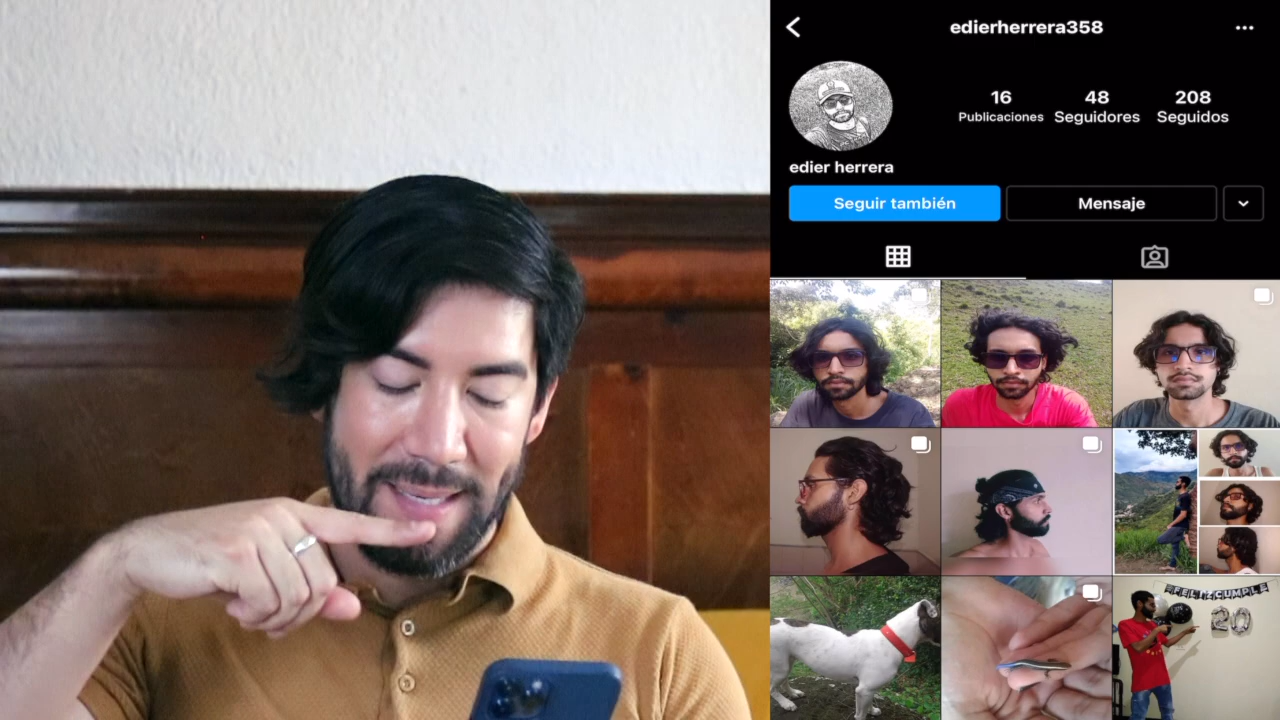 edierherrera358
16 48 208
Publicaciones Seguidores Seguidos
edier herrera
Seguir también Mensaje
FELIZ CUMPLE
20